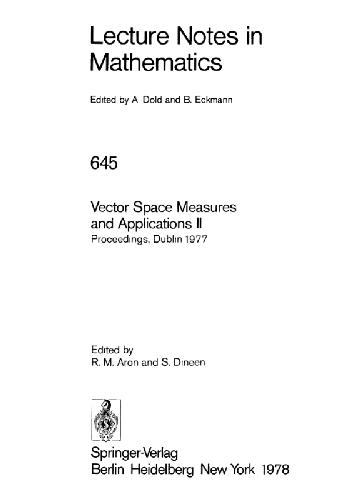 Lecture Notes in
Mathematics
Edited by A. Dold and B. Eckmann
645
Vector Space Measures
and Applications II
Proceedings, Dublin 1977
Edited by
R. M. Aron and S. Dineen
Springer-Verlag
Berlin Heidelberg New York 1978